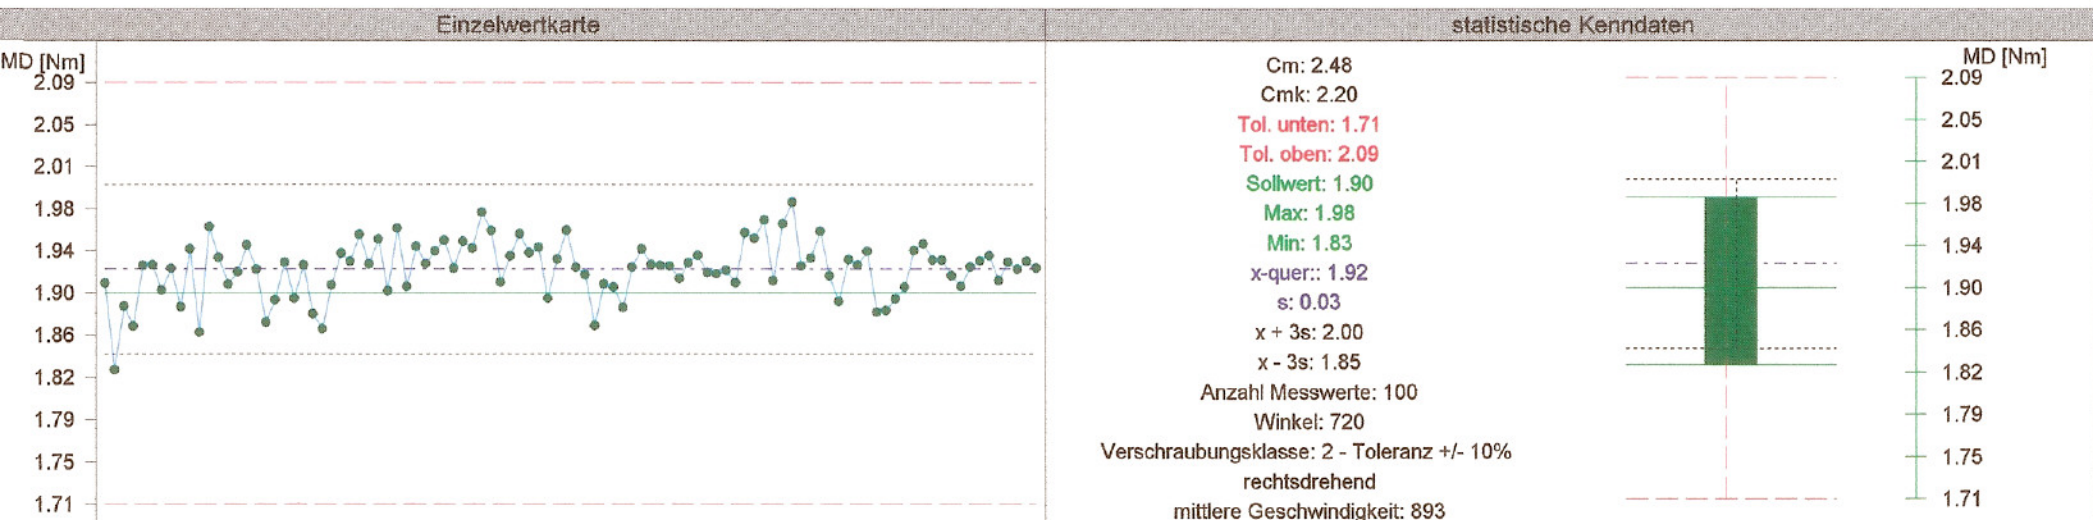 Einzelwertkarte
statistische Kenndaten
MD [Nm]
2.09
2.05
2.01
1.98
1.94
1.90
1.86
1.82
1.79
1.75
1.71
Cm: 2.48
Cmk: 2.20
Tol. unten: 1.71
Tol. oben: 2.09
Sollwert: 1.90
Max: 1.98
Min: 1.83
x-quer:: 1.92
s: 0.03
x + 3s: 2.00
x - 3s: 1.85
Anzahl Messwerte: 100
Winkel: 720
Verschraubungsklasse: 2 - Toleranz +/- 10%
rechtsdrehend
mittlere Geschwindigkeit: 893
MD [Nm]
2.09
2.05
2.01
1.98
1.94
1.90
1.86
1.82
1.79
1.75
1.71